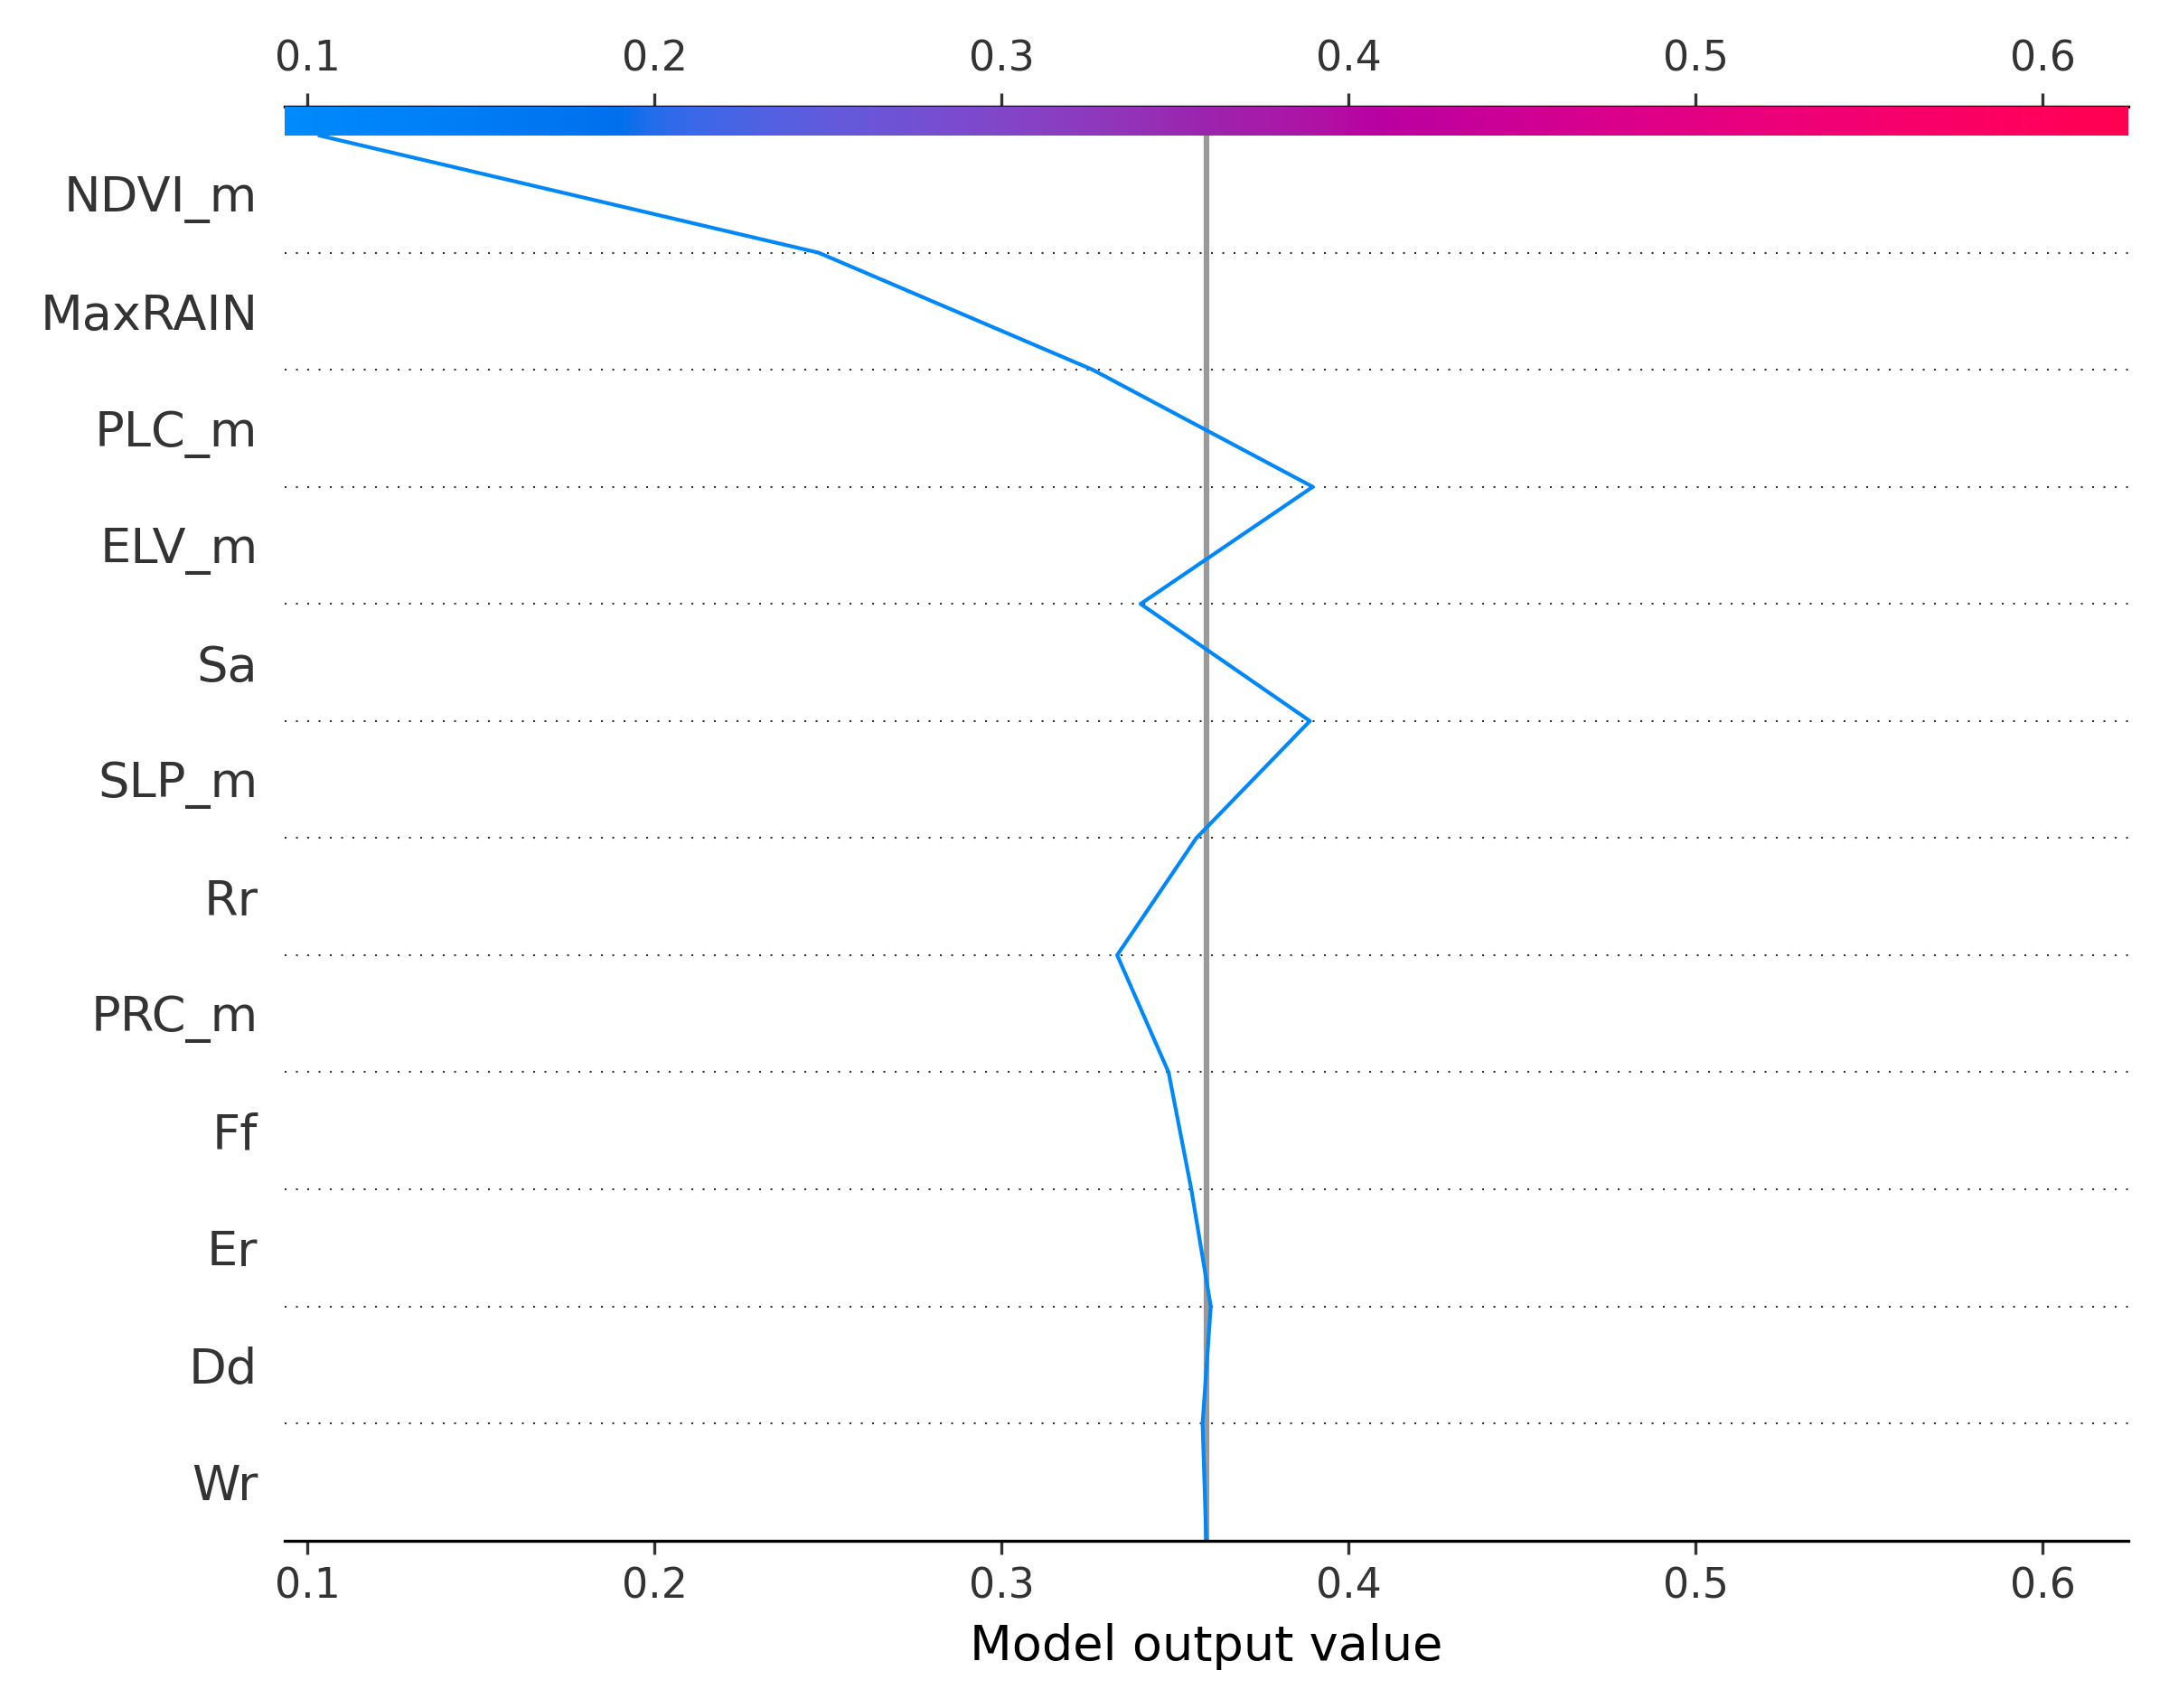 0.1 0.2 0.3 0.4 0.5 0.6
NDVI_m
MaxRAIN
PLC_m
ELV_m
Sa
SLP_m
Rr
PRC_m
Ff
Er
Dd
Wr
0.1 0.2 0.3 0.4 0.5 0.6
Model output value